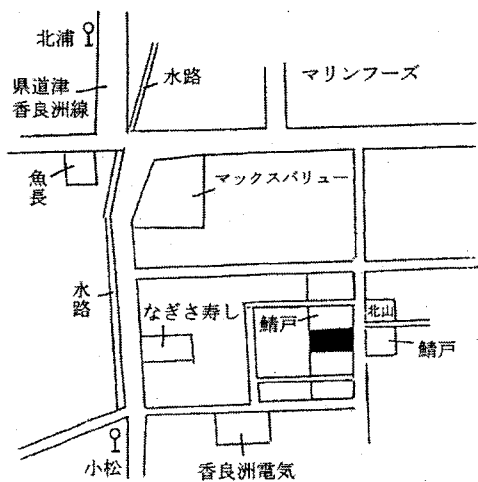 北浦
県道津
香良洲線
水路
マリンフーズ
魚長
マックスバリュー
水路
なぎさ寿し
鯖戸
北山
鯖戸
小松
香良洲電気